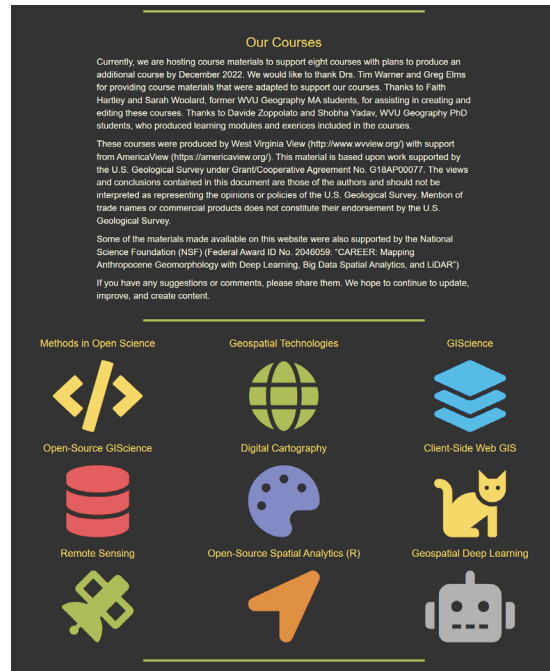 Our Courses
Currently, we are hosting course materials to support eight courses with plans to produce an
additional course by December 2022. We would like to thank Drs. Tim Warner and Greg Elms
for providing course materials that were adapted to support our courses. Thanks to Faith
Hartley and Sarah Woolard, former WVU Geography MA students, for assisting in creating and
editing these courses. Thanks to Davide Zoppolato and Shobha Yadav, WVU Geography PhD
students, who produced learning modules and exerices included in the courses.
These courses were produced by West Virginia View (http://www.wvview.org/) with support
from AmericaView (https://americaview.org/). This material is based upon work supported by
the U.S. Geological Survey under Grant/Cooperative Agreement No. G18AP00077. The views
and conclusions contained in this document are those of the authors and should not be
interpreted as representing the opinions or policies of the U.S. Geological Survey. Mention of
trade names or commercial products does not constitute their endorsement by the U.S.
Geological Survey.
Some of the materials made available on this website were also supported by the National
Science Foundation (NSF) (Federal Award ID No. 2046059: “CAREER: Mapping
Anthropocene Geomorphology with Deep Learning, Big Data Spatial Analytics, and LiDAR”)
If you have any suggestions or comments, please share them. We hope to continue to update,
improve, and create content.
Methods in Open Science
Geospatial Technologies
GIScience
Open-Source GIScience
Digital Cartography
Client-Side Web GIS
Remote Sensing
Open-Source Spatial Analytics (R)
Geospatial Deep Learning